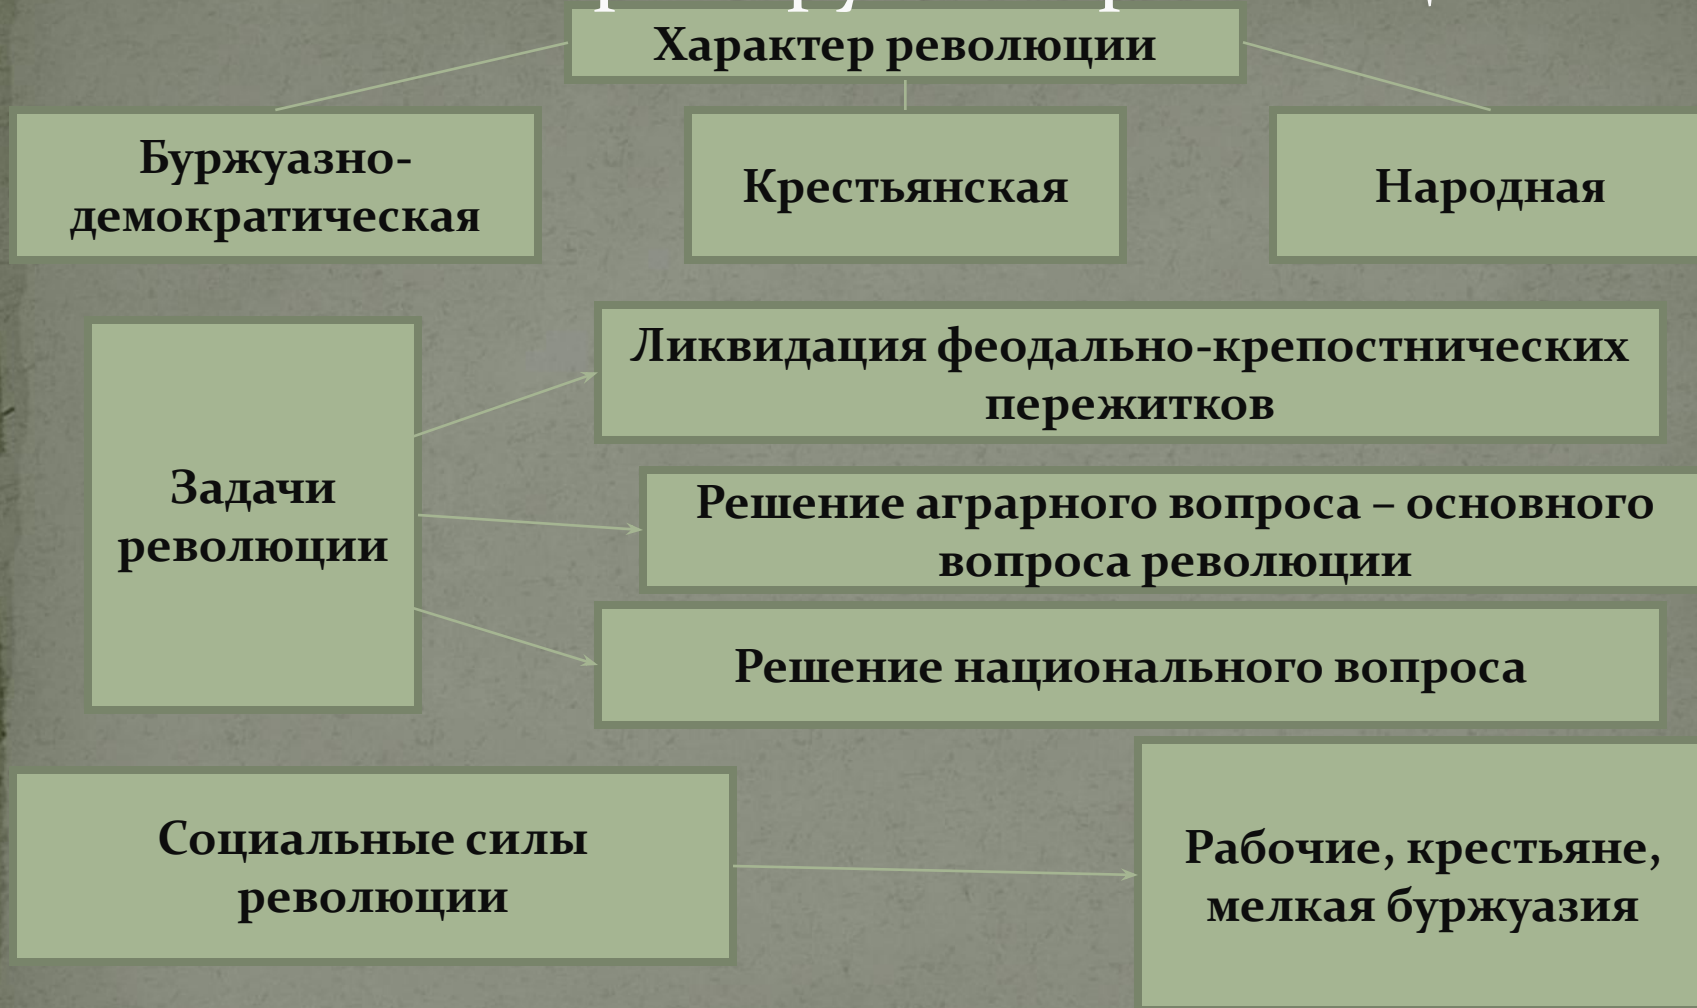 Характер революции
Буржуазно-
демократическая
Крестьянская
Народная
Ликвидация феодально-крепостнических
пережитков
Задачи
революции
Решение аграрного вопроса – основного
вопроса революции
Решение национального вопроса
Социальные силы
революции
Рабочие, крестьяне,
мелкая буржуазия